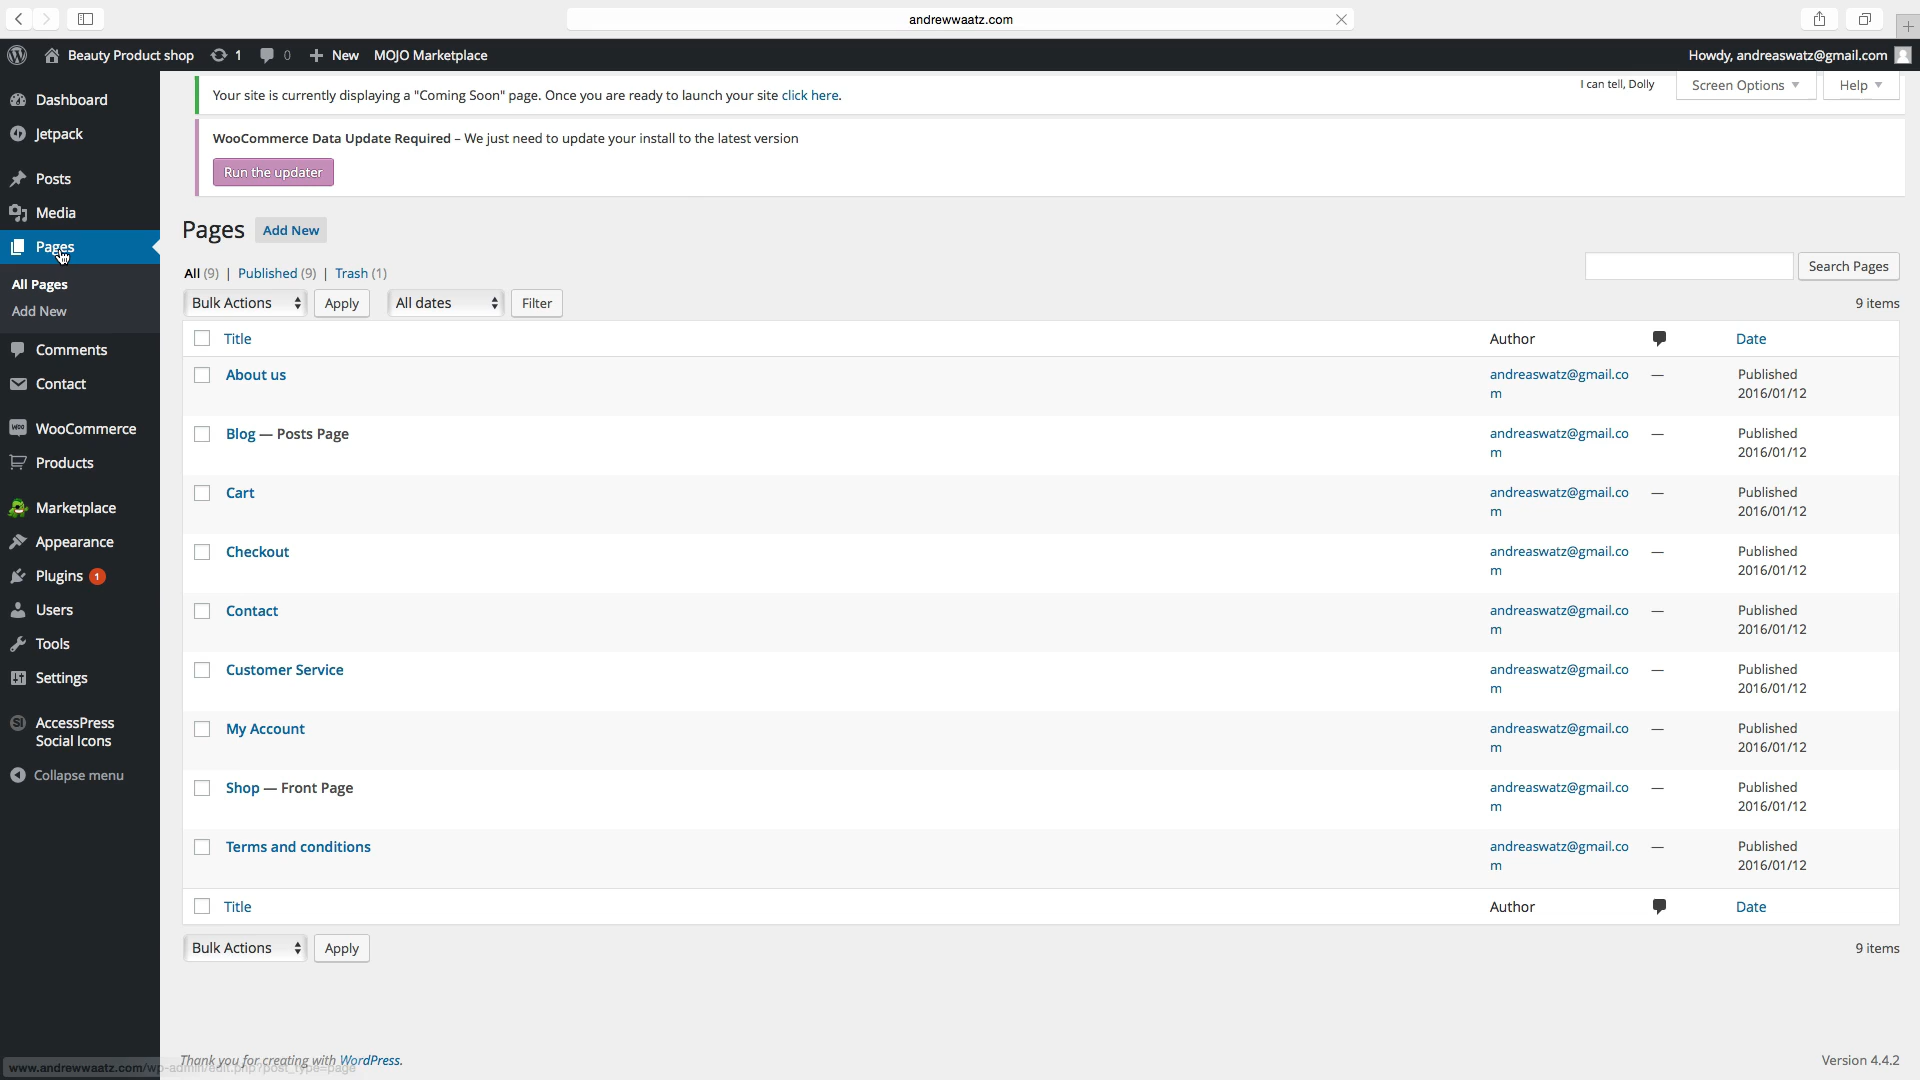 andrewwaatz.com
Beauty Product shop 1 0 New MOJO Marketplace
Howdy, andreaswatz@gmail.com
Dashboard
Jetpack
Posts
Media
Pages
All Pages
Add New
Comments
Contact
WooCommerce
Products
Marketplace
Appearance
Plugins 1
Users
Tools
Settings
AccessPress
Social Icons
Collapse menu
Your site is currently displaying a "Coming Soon" page. Once you are ready to launch your site click here.
I can tell, Dolly
Screen Options
Help
WooCommerce Data Update Required – We just need to update your install to the latest version
Run the updater
Pages Add New
All (9) | Published (9) | Trash (1)
Search Pages
Bulk Actions Apply All dates Filter
9 items
Title Author Date
About us andreaswatz@gmail.co — Published
m 2016/01/12
Blog — Posts Page andreaswatz@gmail.co — Published
m 2016/01/12
Cart andreaswatz@gmail.co — Published
m 2016/01/12
Checkout andreaswatz@gmail.co — Published
m 2016/01/12
Contact andreaswatz@gmail.co — Published
m 2016/01/12
Customer Service andreaswatz@gmail.co — Published
m 2016/01/12
My Account andreaswatz@gmail.co — Published
m 2016/01/12
Shop — Front Page andreaswatz@gmail.co — Published
m 2016/01/12
Terms and conditions andreaswatz@gmail.co — Published
m 2016/01/12
Title Author Date
Bulk Actions Apply
9 items
Thank you for creating with WordPress.
Version 4.4.2
www.andrewwaatz.com/wp-admin/edit.php?post_type=page